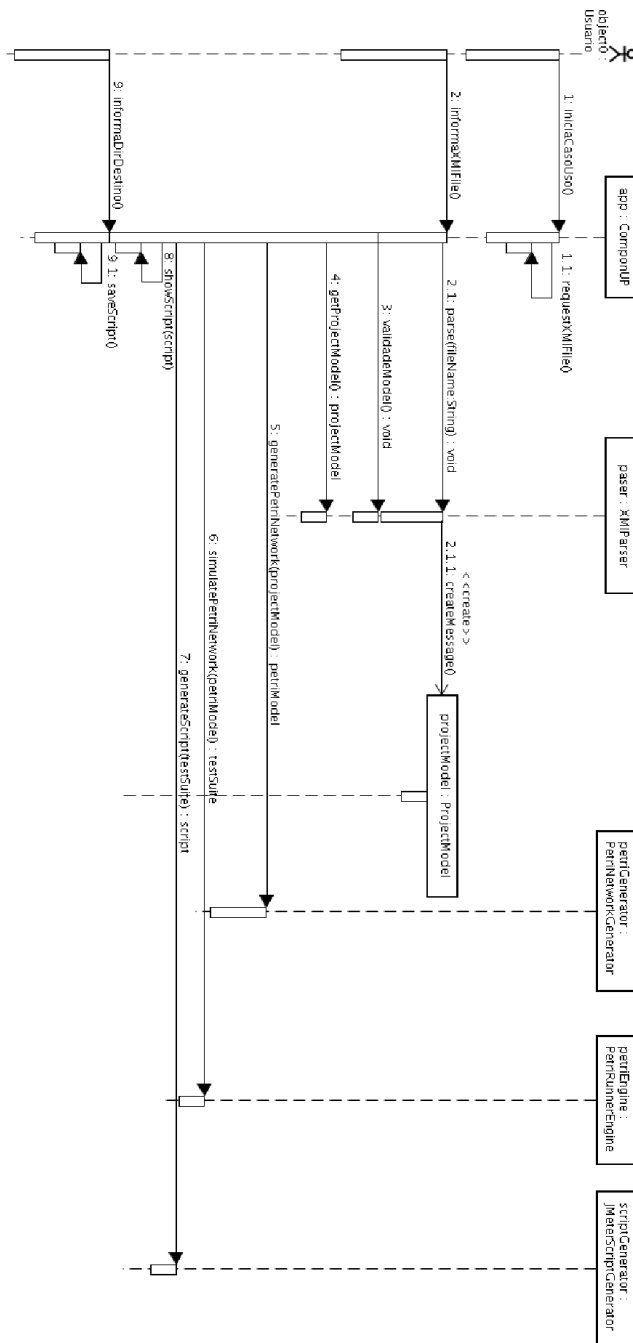 object0 :
Usuario
app : ComponUP
paser : XMIParser
petriGenerator :
PetriNetworkGenerator
petriEngine :
PetriRunnerEngine
scriptGenerator :
JMeterScriptGenerator
1: iniciaCasoUso()
1.1: requestXMIFile()
2: informaXMIFile()
2.1: parse(fileName:String) : void
< <create> >
2.1.1: createMessage()
projectModel : ProjectModel
3: validadeModel() : void
4: getProjectModel() : projectModel
5: generatePetriNetwork(projectModel) : petriModel
6: simulatePetriNetwork(petriModel) : testSuite
7: generateScript(testSuite) : script
8: showScript(script)
9: informaDirDestino()
9.1: saveScript()